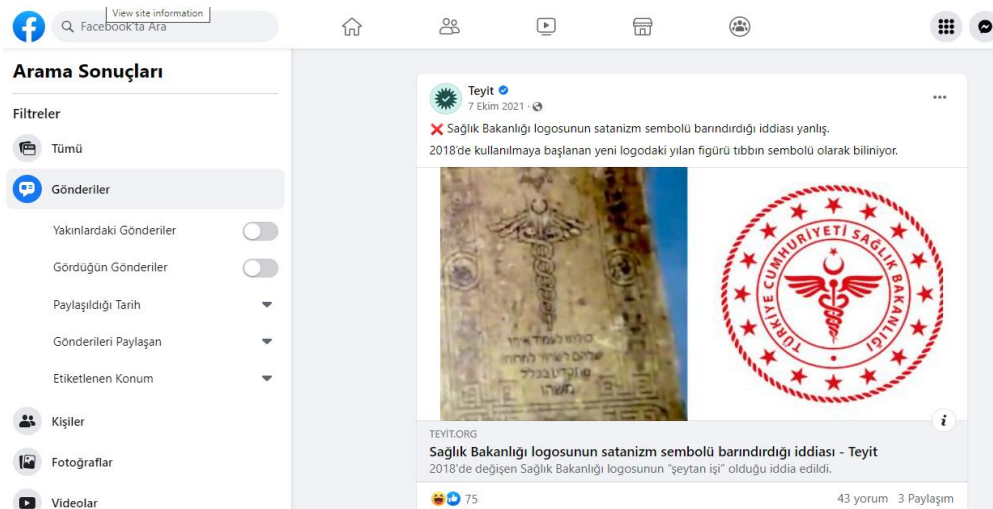 View site information
Facebook'ta Ara
Arama Sonuçları
Filtreler
Tümü
Gönderiler
Yakınlardaki Gönderiler
Gördüğün Gönderiler
Paylaşıldığı Tarih
Gönderileri Paylaşan
Etiketlenen Konum
Kişiler
Fotoğraflar
Videolar
Teyit
7 Ekim 2021
Sağlık Bakanlığı logosunun satanizm sembolü barındırdığı iddiası yanlış.
2018'de kullanılmaya başlanan yeni logodaki yılan figürü tıbbın sembolü olarak biliniyor.
TÜRKİYE CUMHURİYETİ SAĞLIK BAKANLIĞI
TEYIT.ORG
Sağlık Bakanlığı logosunun satanizm sembolü barındırdığı iddiası - Teyit
2018'de değişen Sağlık Bakanlığı logosunun "şeytan işi" olduğu iddia edildi.
75
43 yorum 3 Paylaşım